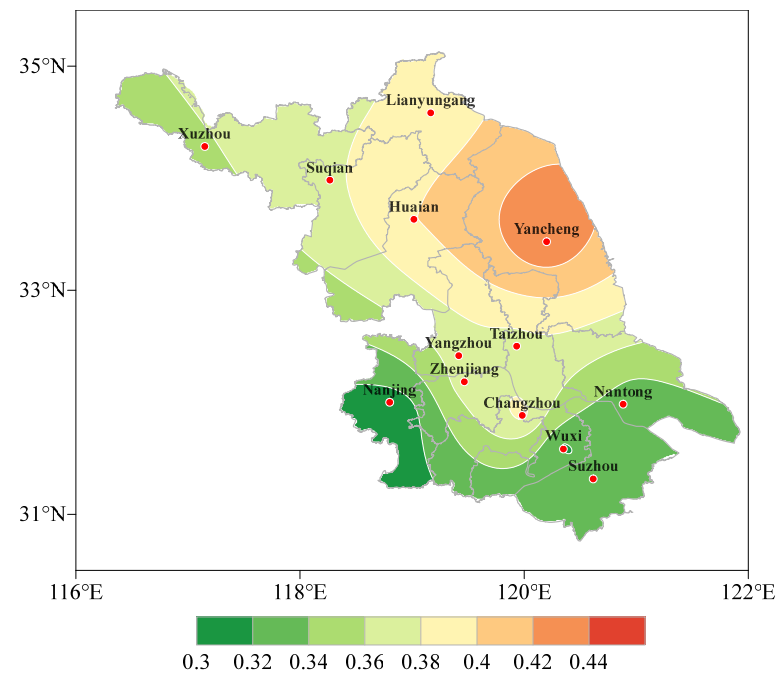 35°N
Lianyungang
Xuzhou
Suqian
Huaian
Yancheng
33°N
Taizhou
Yangzhou
Zhenjiang
Nanjing
Nantong
Changzhou
Wuxi
Suzhou
31°N
116°E 118°E 120°E 122°E
0.3 0.32 0.34 0.36 0.38 0.4 0.42 0.44